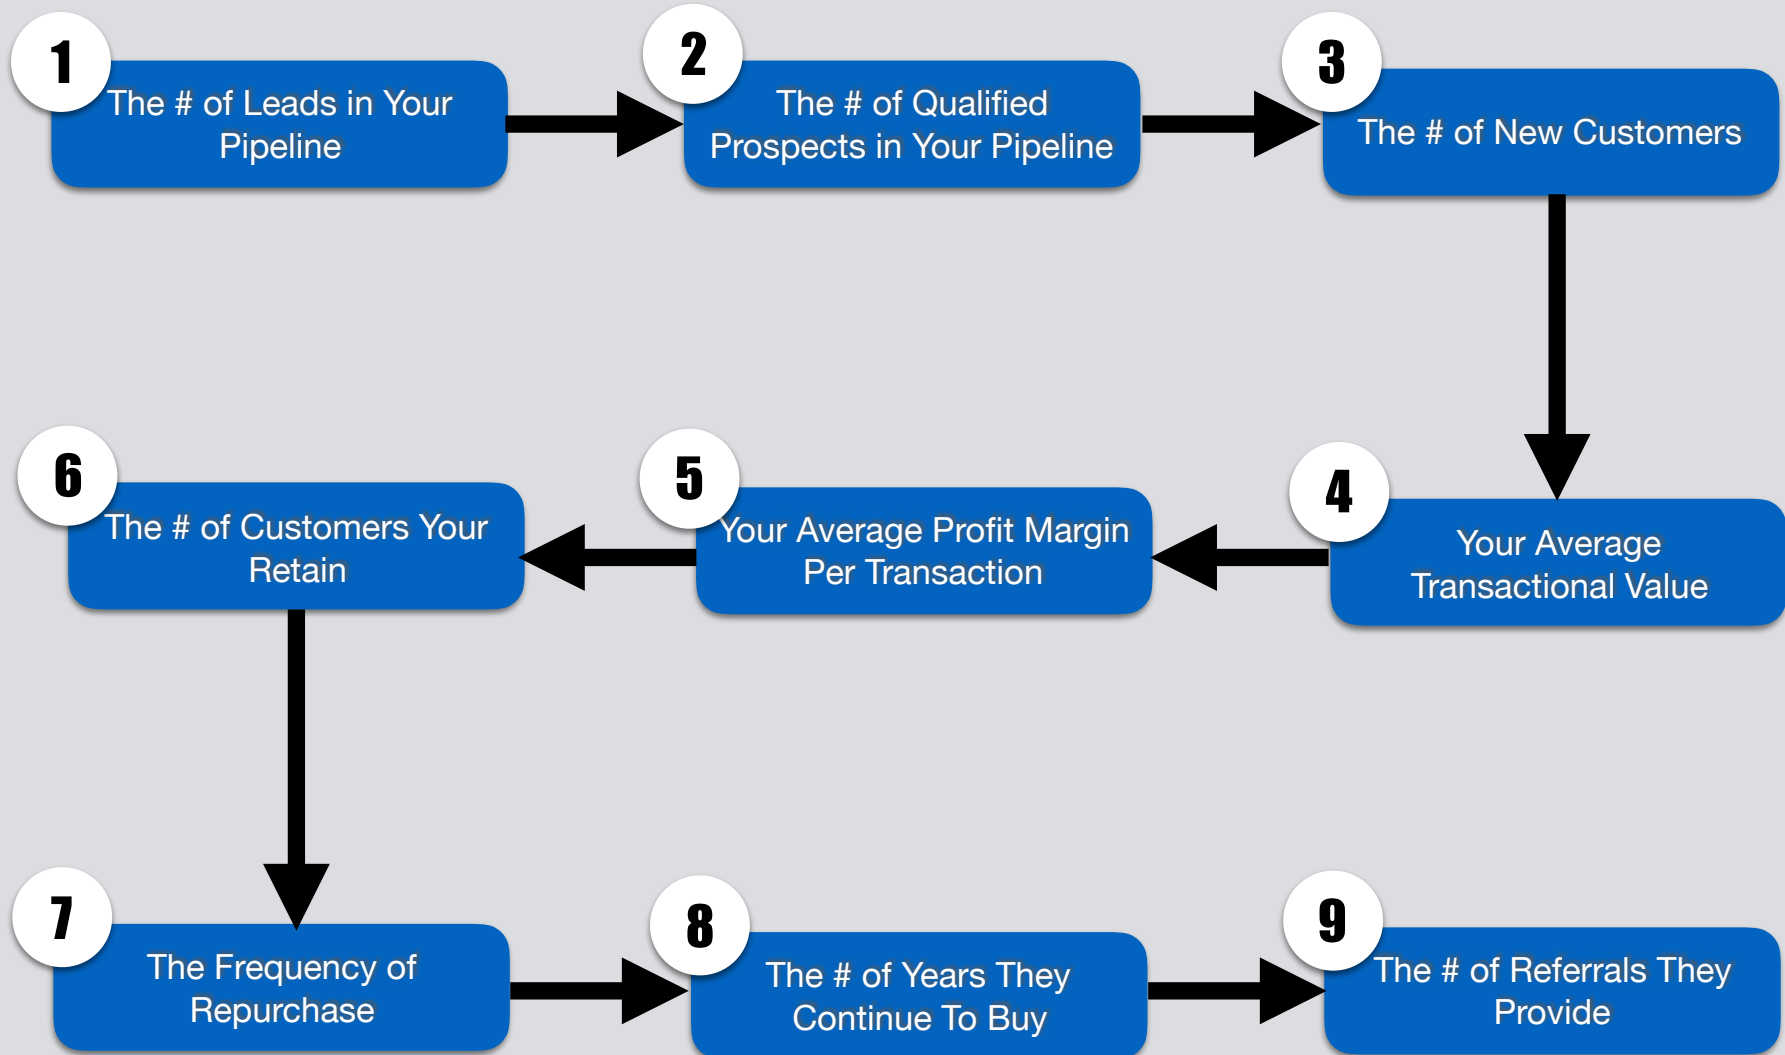 1
The # of Leads in Your
Pipeline
2
The # of Qualified
Prospects in Your Pipeline
3
The # of New Customers
4
Your Average
Transactional Value
5
Your Average Profit Margin
Per Transaction
6
The # of Customers Your
Retain
7
The Frequency of
Repurchase
8
The # of Years They
Continue To Buy
9
The # of Referrals They
Provide